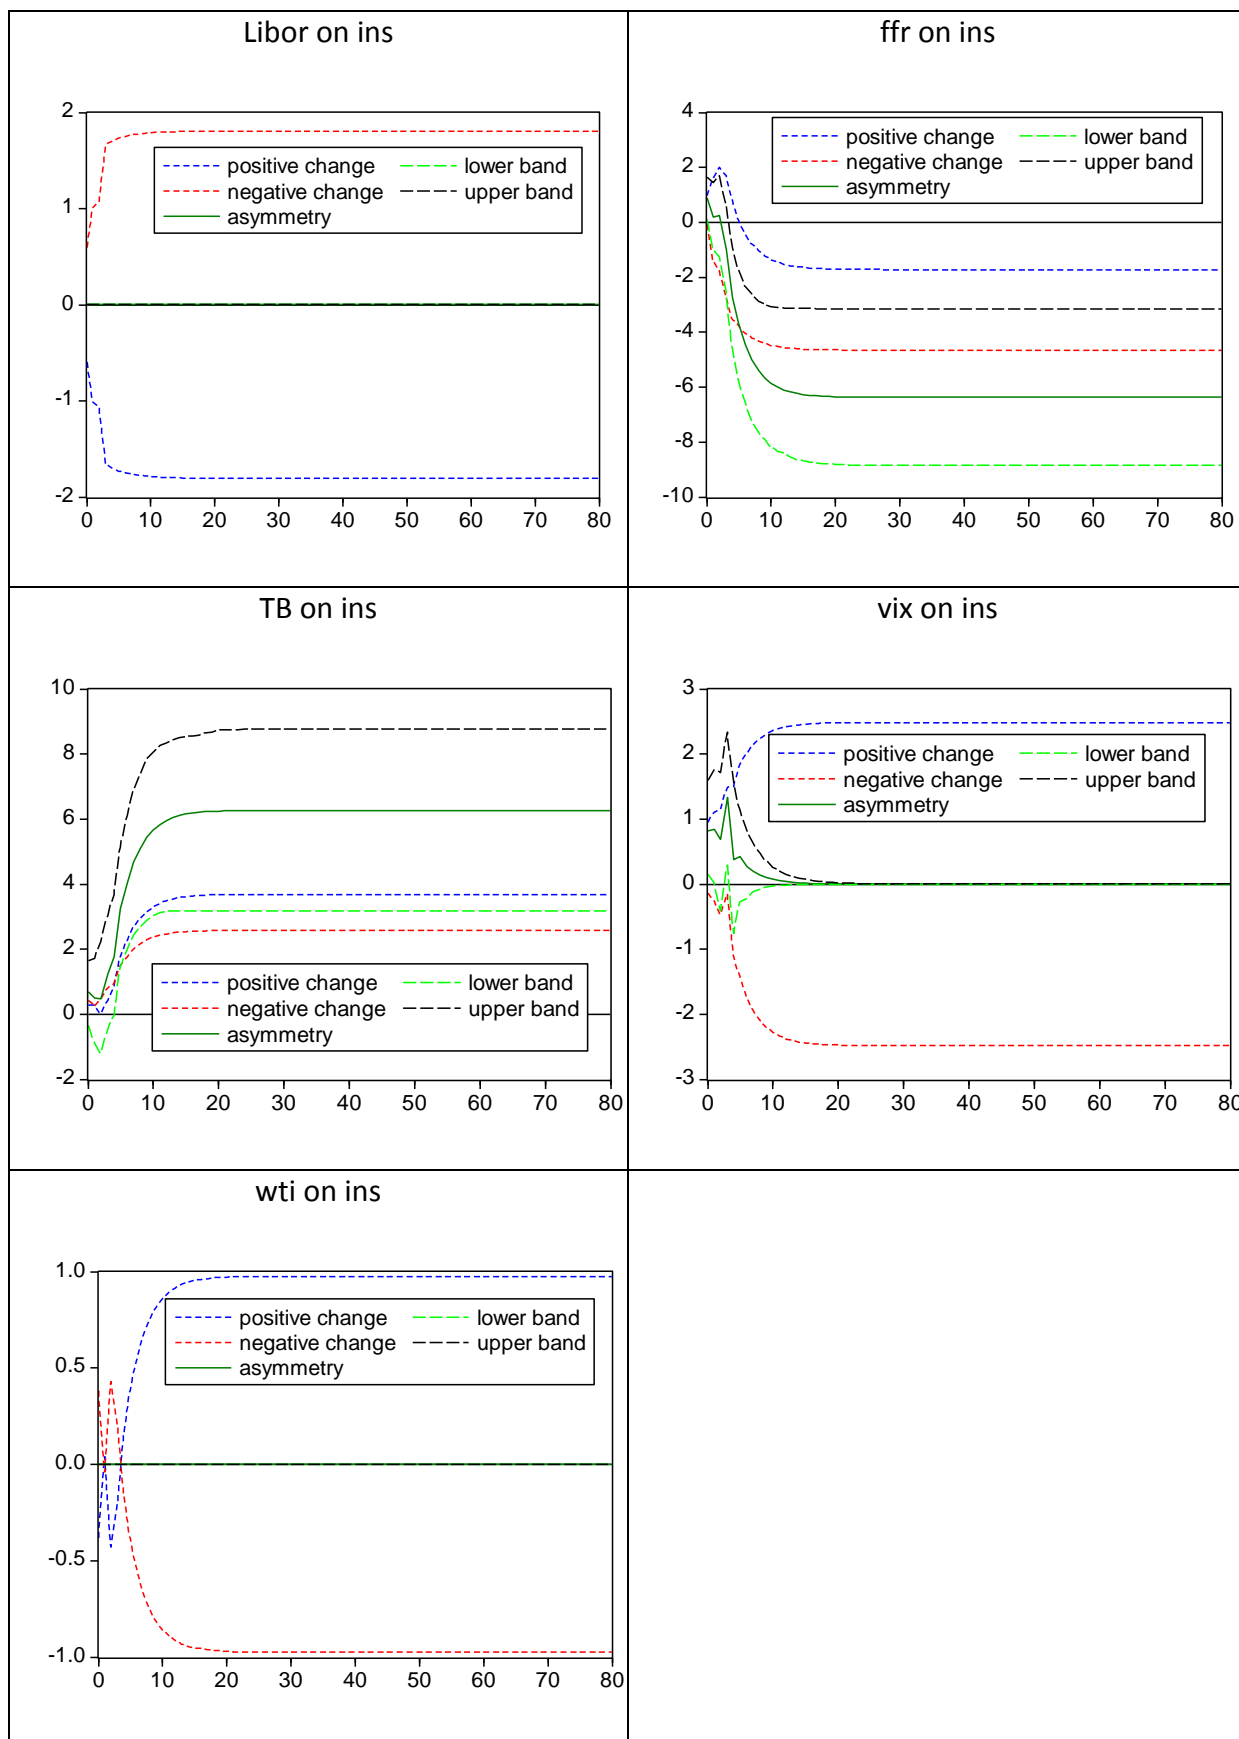 Libor on ins
2
1
0
-1
-2
positive change
lower band
negative change
upper band
asymmetry
0 10 20 30 40 50 60 70 80
ffr on ins
4
2
0
-2
-4
-6
-8
-10
positive change
lower band
negative change
upper band
asymmetry
0 10 20 30 40 50 60 70 80
TB on ins
10
8
6
4
2
0
-2
positive change
lower band
negative change
upper band
asymmetry
0 10 20 30 40 50 60 70 80
vix on ins
3
2
1
0
-1
-2
-3
positive change
lower band
negative change
upper band
asymmetry
0 10 20 30 40 50 60 70 80
wti on ins
1.0
0.5
0.0
-0.5
-1.0
positive change
lower band
negative change
upper band
asymmetry
0 10 20 30 40 50 60 70 80